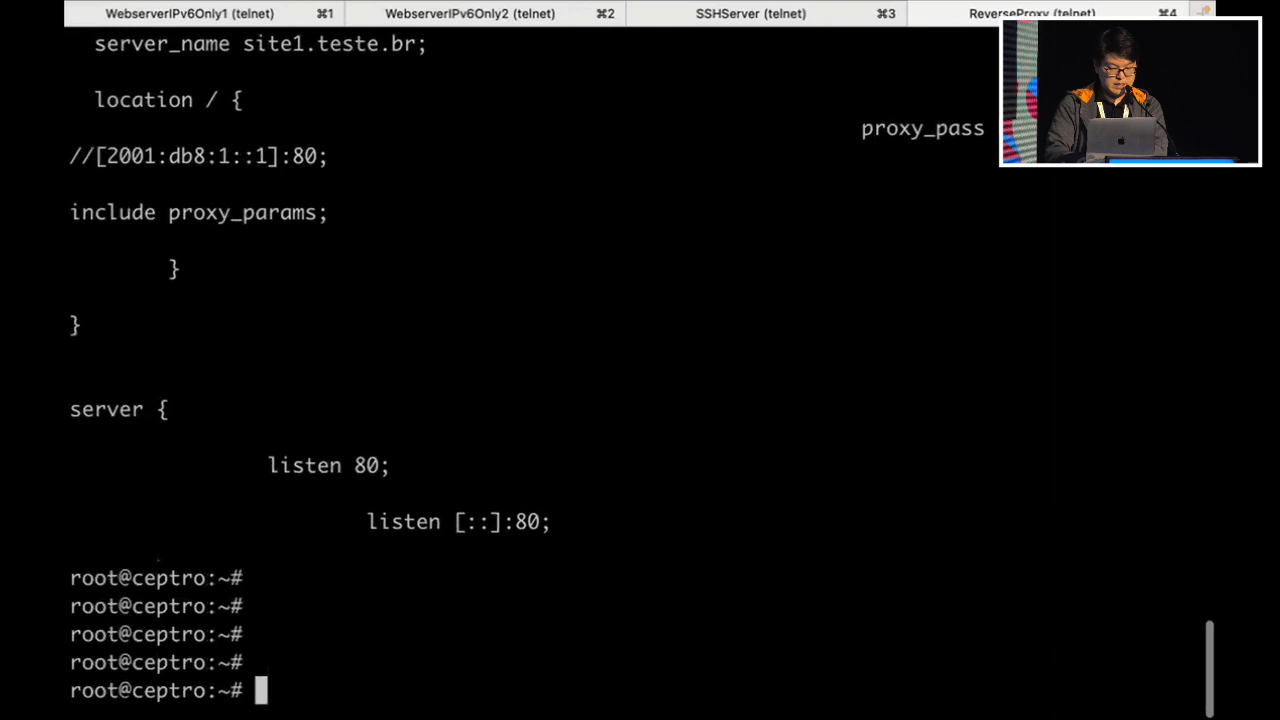 WebserverIPv6Only1 (telnet) ⌘1 WebserverIPv6Only2 (telnet) ⌘2 SSHServer (telnet) ⌘3 ReverseProxy (telnet) ⌘4
server_name site1.teste.br;
location / {
proxy_pass
//[2001:db8:1::1]:80;
include proxy_params;
}
}
server {
listen 80;
listen [::]:80;
root@ceptro:~#
root@ceptro:~#
root@ceptro:~#
root@ceptro:~#
root@ceptro:~#